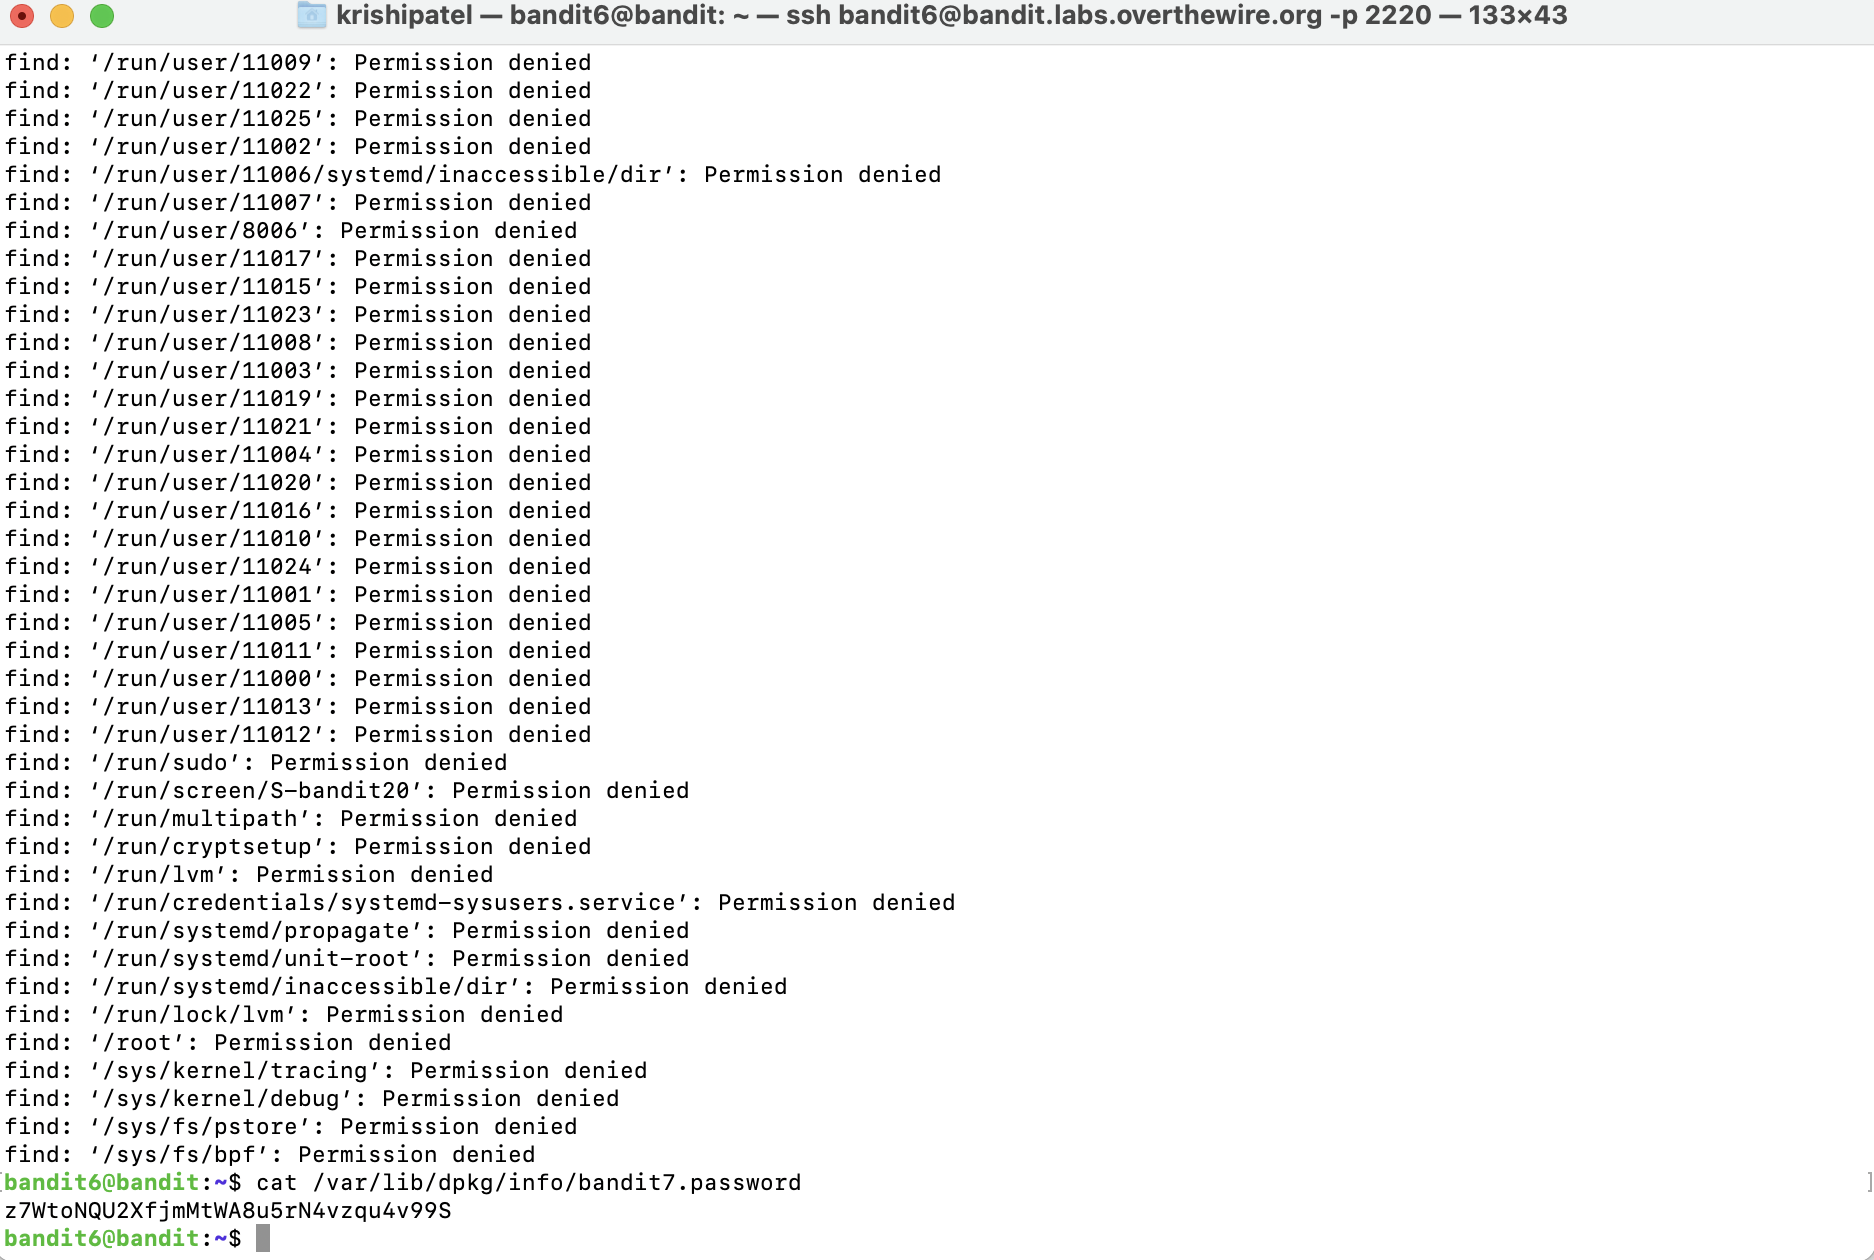 krishipatel — bandit6@bandit: ~ — ssh bandit6@bandit.labs.overthewire.org -p 2220 — 133×43
find: ‘/run/user/11009’: Permission denied
find: ‘/run/user/11022’: Permission denied
find: ‘/run/user/11025’: Permission denied
find: ‘/run/user/11002’: Permission denied
find: ‘/run/user/11006/systemd/inaccessible/dir’: Permission denied
find: ‘/run/user/11007’: Permission denied
find: ‘/run/user/8006’: Permission denied
find: ‘/run/user/11017’: Permission denied
find: ‘/run/user/11015’: Permission denied
find: ‘/run/user/11023’: Permission denied
find: ‘/run/user/11008’: Permission denied
find: ‘/run/user/11003’: Permission denied
find: ‘/run/user/11019’: Permission denied
find: ‘/run/user/11021’: Permission denied
find: ‘/run/user/11004’: Permission denied
find: ‘/run/user/11020’: Permission denied
find: ‘/run/user/11016’: Permission denied
find: ‘/run/user/11010’: Permission denied
find: ‘/run/user/11024’: Permission denied
find: ‘/run/user/11001’: Permission denied
find: ‘/run/user/11005’: Permission denied
find: ‘/run/user/11011’: Permission denied
find: ‘/run/user/11000’: Permission denied
find: ‘/run/user/11013’: Permission denied
find: ‘/run/user/11012’: Permission denied
find: ‘/run/sudo’: Permission denied
find: ‘/run/screen/S-bandit20’: Permission denied
find: ‘/run/multipath’: Permission denied
find: ‘/run/cryptsetup’: Permission denied
find: ‘/run/lvm’: Permission denied
find: ‘/run/credentials/systemd-sysusers.service’: Permission denied
find: ‘/run/systemd/propagate’: Permission denied
find: ‘/run/systemd/unit-root’: Permission denied
find: ‘/run/systemd/inaccessible/dir’: Permission denied
find: ‘/run/lock/lvm’: Permission denied
find: ‘/root’: Permission denied
find: ‘/sys/kernel/tracing’: Permission denied
find: ‘/sys/kernel/debug’: Permission denied
find: ‘/sys/fs/pstore’: Permission denied
find: ‘/sys/fs/bpf’: Permission denied
[bandit6@bandit:~$ cat /var/lib/dpkg/info/bandit7.password ]
z7WtoNQU2XfjmMtWA8u5rN4vzqu4v99S
bandit6@bandit:~$